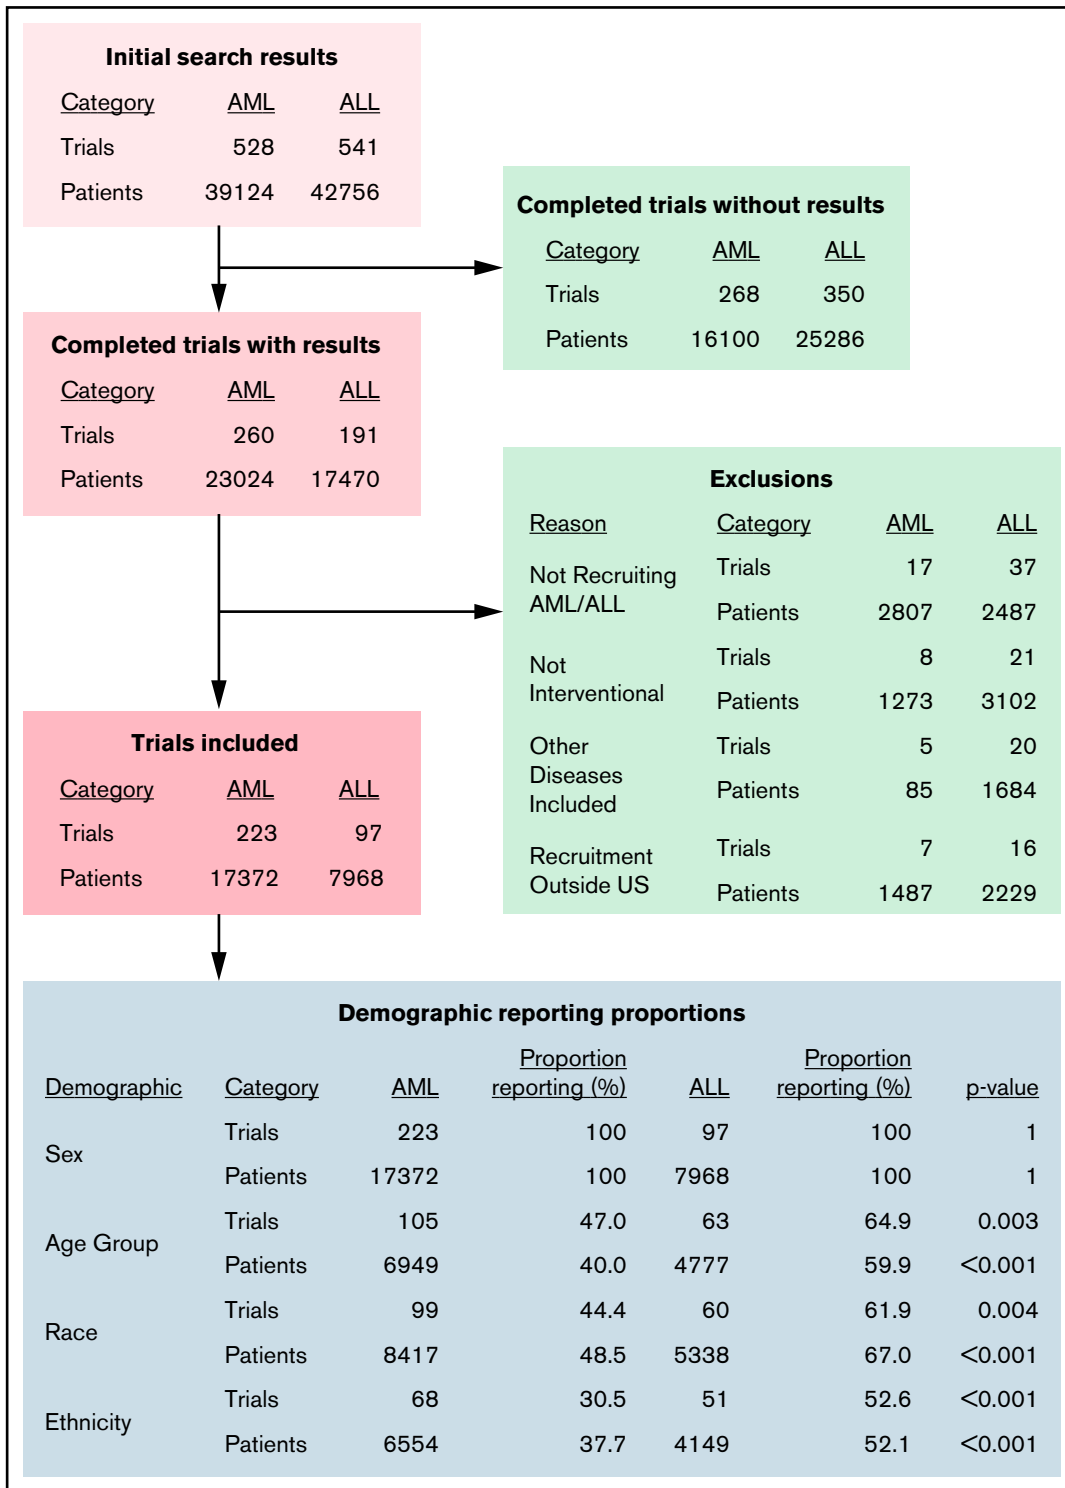 Initial search results
Category AML ALL
Trials 528 541
Patients 39124 42756
Completed trials without results
Category AML ALL
Trials 268 350
Patients 16100 25286
Completed trials with results
Category AML ALL
Trials 260 191
Patients 23024 17470
Exclusions
Reason Category AML ALL
Not Recruiting
AML/ALL
Trials 17 37
Patients 2807 2487
Not
Interventional
Trials 8 21
Patients 1273 3102
Other
Diseases
Included
Trials 5 20
Patients 85 1684
Recruitment
Outside US
Trials 7 16
Patients 1487 2229
Trials included
Category AML ALL
Trials 223 97
Patients 17372 7968
Demographic reporting proportions
Demographic Category AML Proportion reporting (%) ALL Proportion reporting (%) p-value
Sex
Trials 223 100 97 100 1
Patients 17372 100 7968 100 1
Age Group
Trials 105 47.0 63 64.9 0.003
Patients 6949 40.0 4777 59.9 <0.001
Race
Trials 99 44.4 60 61.9 0.004
Patients 8417 48.5 5338 67.0 <0.001
Ethnicity
Trials 68 30.5 51 52.6 <0.001
Patients 6554 37.7 4149 52.1 <0.001